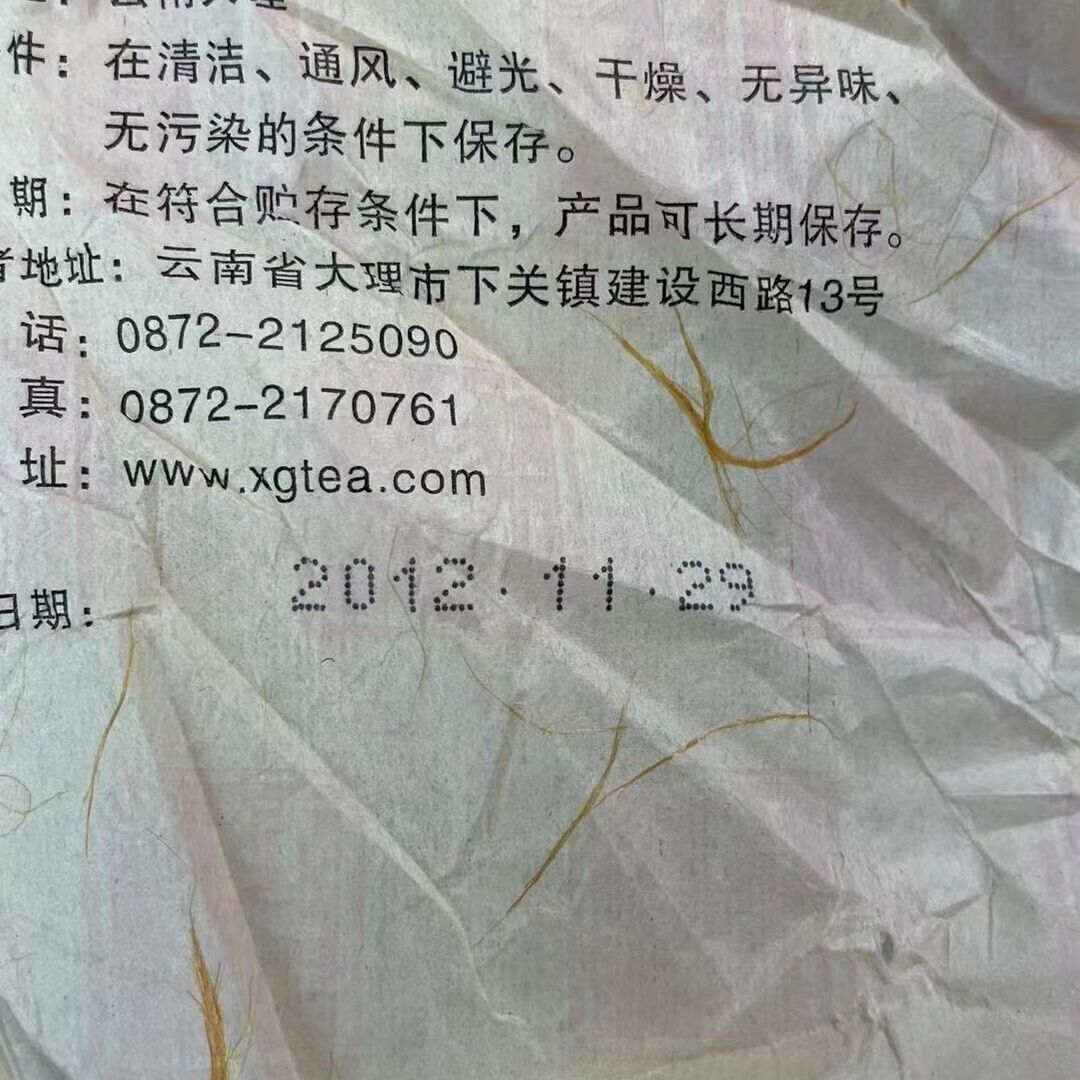 件：在清洁、通风、避光、干燥、无异味、
无污染的条件下保存。
期：在符合贮存条件下，产品可长期保存。
者地址：云南省大理市下关镇建设西路13号
话：0872-2125090
真：0872-2170761
址：www.xgtea.com
日期：2012.11.29